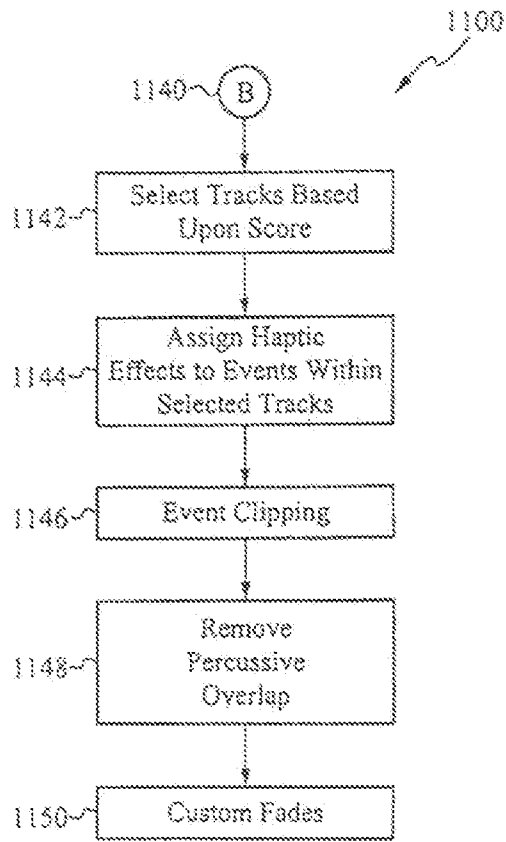 1100
1140
B
1142
Select Tracks Based
Upon Score
1144
Assign Haptic
Effects to Events Within
Selected Tracks
1146
Event Clipping
1148
Remove
Percussive
Overlap
1150
Custom Fades